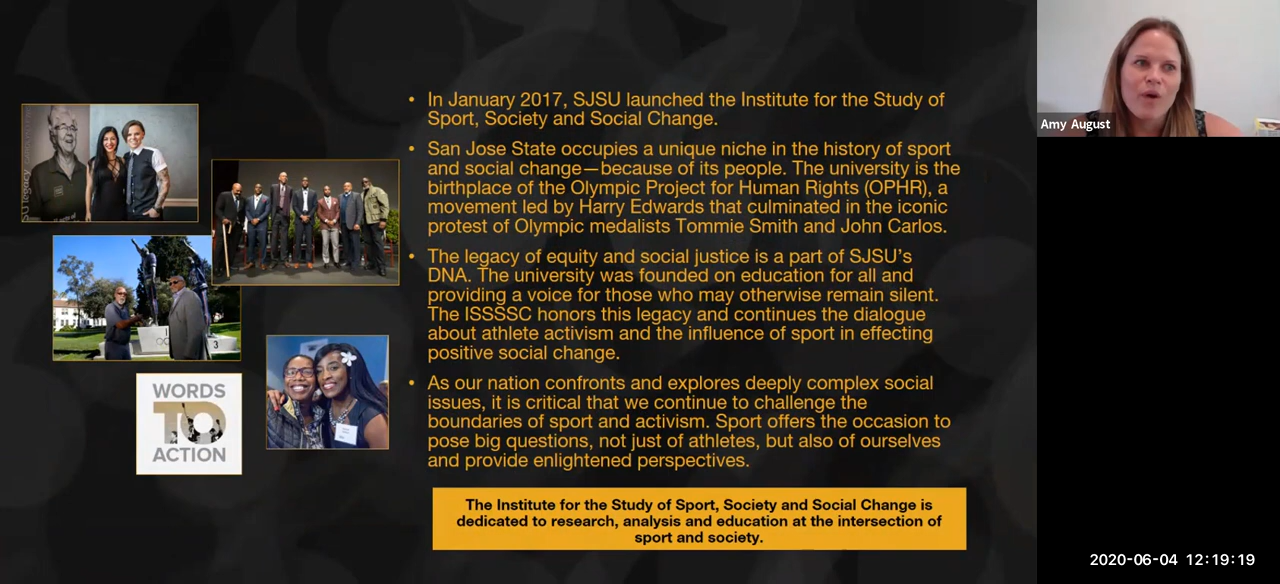 • In January 2017, SJSU launched the Institute for the Study of
Sport, Society and Social Change.
• San Jose State occupies a unique niche in the history of sport
and social change—because of its people. The university is the
birthplace of the Olympic Project for Human Rights (OPHR), a
movement led by Harry Edwards that culminated in the iconic
protest of Olympic medalists Tommie Smith and John Carlos.
• The legacy of equity and social justice is a part of SJSU's
DNA. The university was founded on education for all and
providing a voice for those who may otherwise remain silent.
The ISSSSC honors this legacy and continues the dialogue
about athlete activism and the influence of sport in effecting
positive social change.
• As our nation confronts and explores deeply complex social
issues, it is critical that we continue to challenge the
boundaries of sport and activism. Sport offers the occasion to
pose big questions, not just of athletes, but also of ourselves
and provide enlightened perspectives.
The Institute for the Study of Sport, Society and Social Change is
dedicated to research, analysis and education at the intersection of
sport and society.
WORDS
TO
ACTION
legacy
3
Amy August
2020-06-04 12:19:19